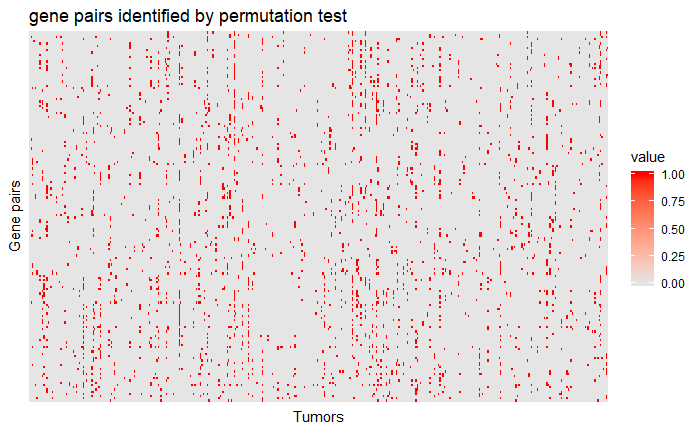 gene pairs identified by permutation test
Gene pairs
Tumors
value
1.00
0.75
0.50
0.25
0.00